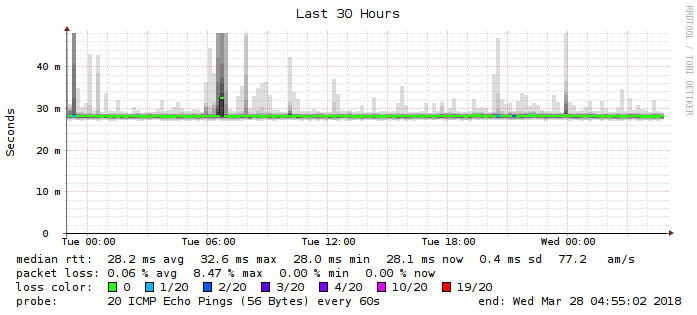 Last 30 Hours
RRDTOOL / TOBI OETIKER
Seconds
40 m
30 m
20 m
10 m
0
Tue 00:00 Tue 06:00 Tue 12:00 Tue 18:00 Wed 00:00
median rtt: 28.2 ms avg 32.6 ms max 28.0 ms min 28.1 ms now 0.4 ms sd 77.2 am/s
packet loss: 0.06 % avg 8.47 % max 0.00 % min 0.00 % now
loss color: 0 1/20 2/20 3/20 4/20 10/20 19/20
probe: 20 ICMP Echo Pings (56 Bytes) every 60s end: Wed Mar 28 04:55:02 2018